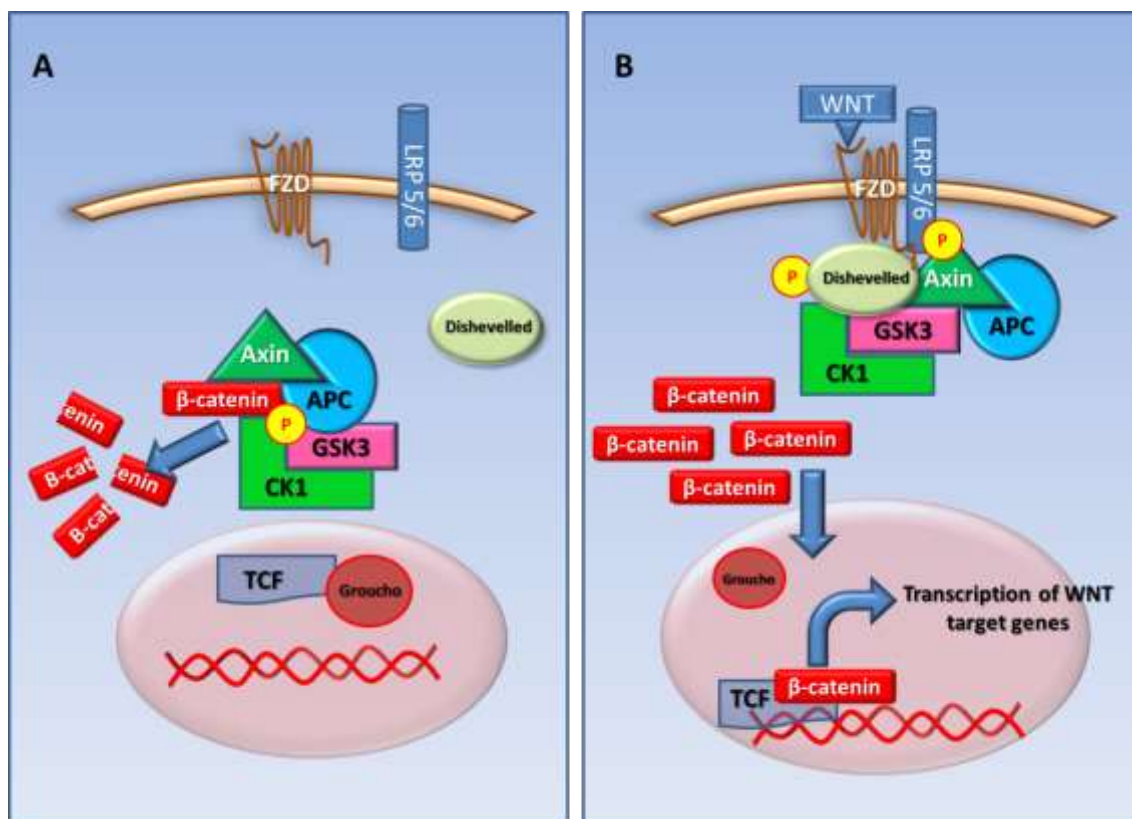 A
FZD
LRP 5/6
Dishevelled
Axin
β-catenin
APC
P
GSK3
CK1
enin
B-cat
enin
B-cat
TCF
Groucho
B
WNT
FZD
LRP 5/6
P
P
Dishevelled
Axin
APC
GSK3
CK1
β-catenin
β-catenin
β-catenin
β-catenin
Groucho
Transcription of WNT
target genes
TCF
β-catenin